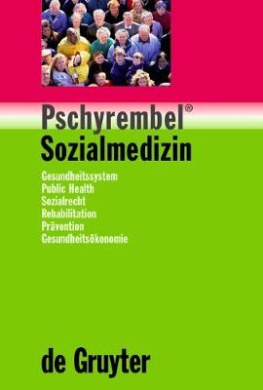 Pschyrembel®
Sozialmedizin
Gesundheitssystem
Public Health
Sozialrecht
Rehabilitation
Prävention
Gesundheitsökonomie
de Gruyter